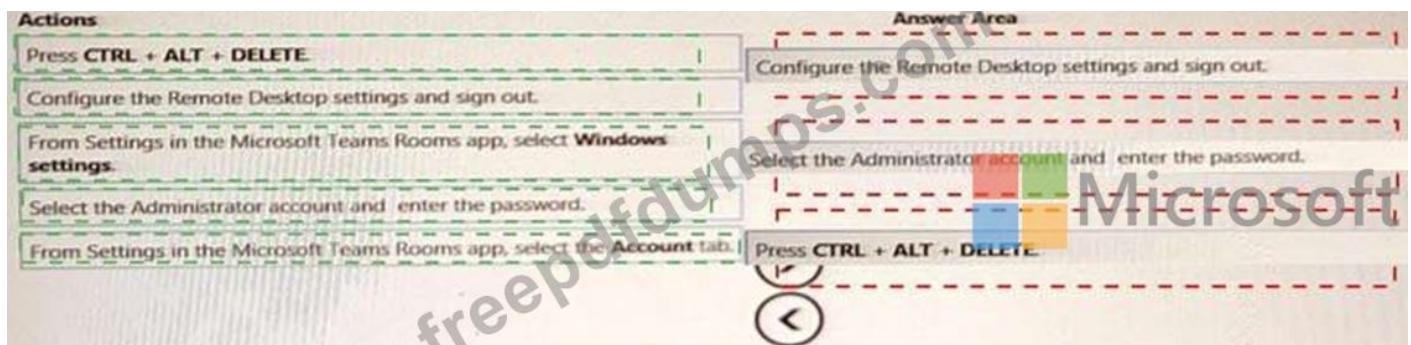 Actions
Answer Area
Press CTRL + ALT + DELETE.
Configure the Remote Desktop settings and sign out.
From Settings in the Microsoft Teams Rooms app, select Windows
settings.
Select the Administrator account and enter the password.
From Settings in the Microsoft Teams Rooms app, select the Account tab.
Configure the Remote Desktop settings and sign out.
Select the Administrator account and enter the password.
Press CTRL + ALT + DELETE.
Microsoft
freepdfdumps.com